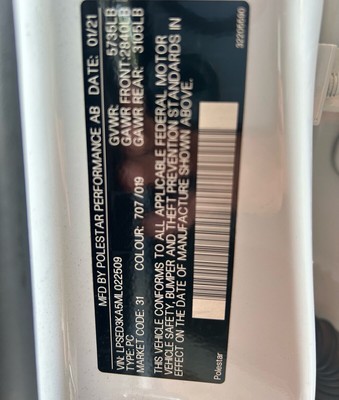 MFD BY POLESTAR PERFORMANCE AB DATE: 01/21
GVWR: 5735LB
GAWR FRONT: 2840LB
GAWR REAR: 3105LB
VIN: LPSED3KA5ML022509
TYPE: PC
MARKET CODE: 31 COLOUR: 707 / 019
THIS VEHICLE CONFORMS TO ALL APPLICABLE FEDERAL MOTOR
VEHICLE SAFETY, BUMPER AND THEFT PREVENTION STANDARDS IN
EFFECT ON THE DATE OF MANUFACTURE SHOWN ABOVE.
Polestar
32205690